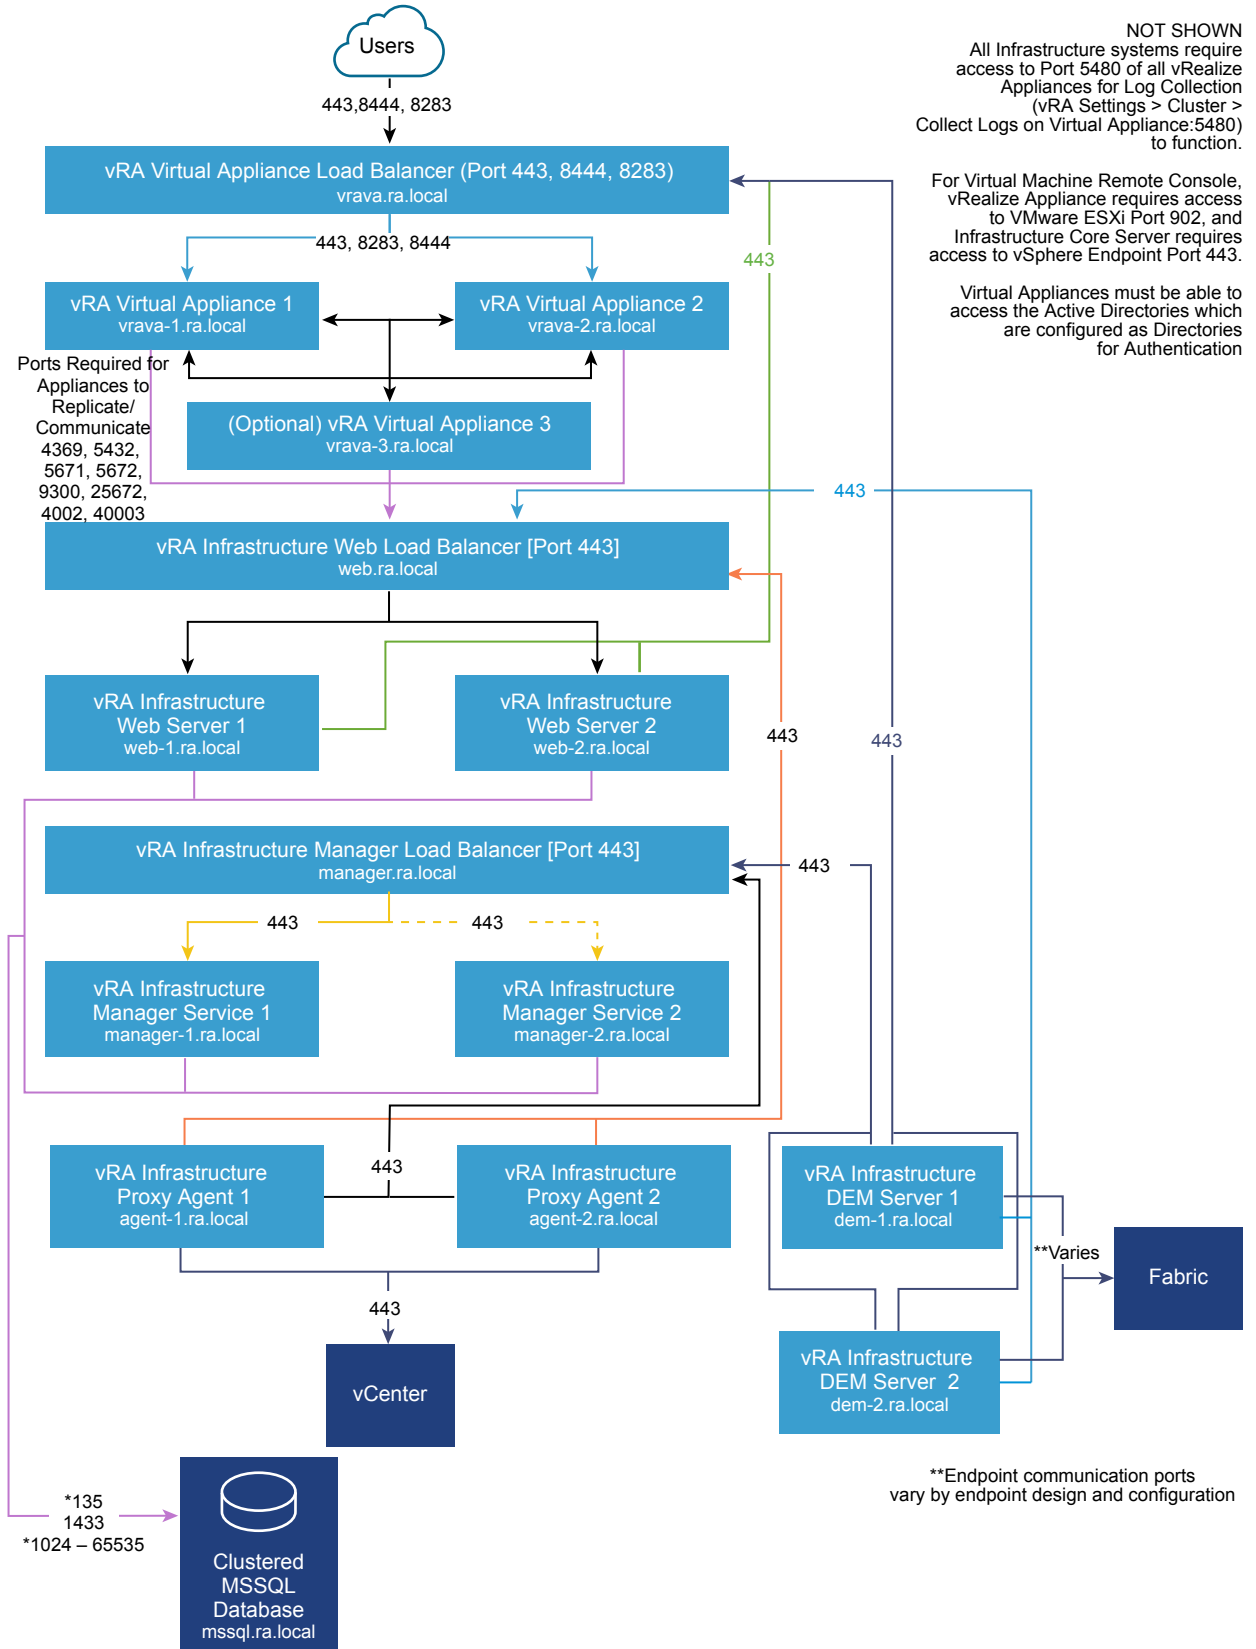 Users
443,8444, 8283
NOT SHOWN
All Infrastructure systems require
access to Port 5480 of all vRealize
Appliances for Log Collection
(vRA Settings > Cluster >
Collect Logs on Virtual Appliance:5480)
to function.
For Virtual Machine Remote Console,
vRealize Appliance requires access
to VMware ESXi Port 902, and
Infrastructure Core Server requires
access to vSphere Endpoint Port 443.
Virtual Appliances must be able to
access the Active Directories which
are configured as Directories
for Authentication
vRA Virtual Appliance Load Balancer (Port 443, 8444, 8283)
vrava.ra.local
443, 8283, 8444
443
vRA Virtual Appliance 1
vrava-1.ra.local
vRA Virtual Appliance 2
vrava-2.ra.local
Ports Required for
Appliances to
Replicate/
Communicate
4369, 5432,
5671, 5672,
9300, 25672,
4002, 40003
(Optional) vRA Virtual Appliance 3
vrava-3.ra.local
443
vRA Infrastructure Web Load Balancer [Port 443]
web.ra.local
vRA Infrastructure
Web Server 1
web-1.ra.local
vRA Infrastructure
Web Server 2
web-2.ra.local
443
443
vRA Infrastructure Manager Load Balancer [Port 443]
manager.ra.local
443
443
443
vRA Infrastructure
Manager Service 1
manager-1.ra.local
vRA Infrastructure
Manager Service 2
manager-2.ra.local
vRA Infrastructure
Proxy Agent 1
agent-1.ra.local
443
vRA Infrastructure
Proxy Agent 2
agent-2.ra.local
vRA Infrastructure
DEM Server 1
dem-1.ra.local
**Varies
Fabric
443
vCenter
vRA Infrastructure
DEM Server 2
dem-2.ra.local
**Endpoint communication ports
vary by endpoint design and configuration
*135
1433
*1024 – 65535
Clustered
MSSQL
Database
mssql.ra.local